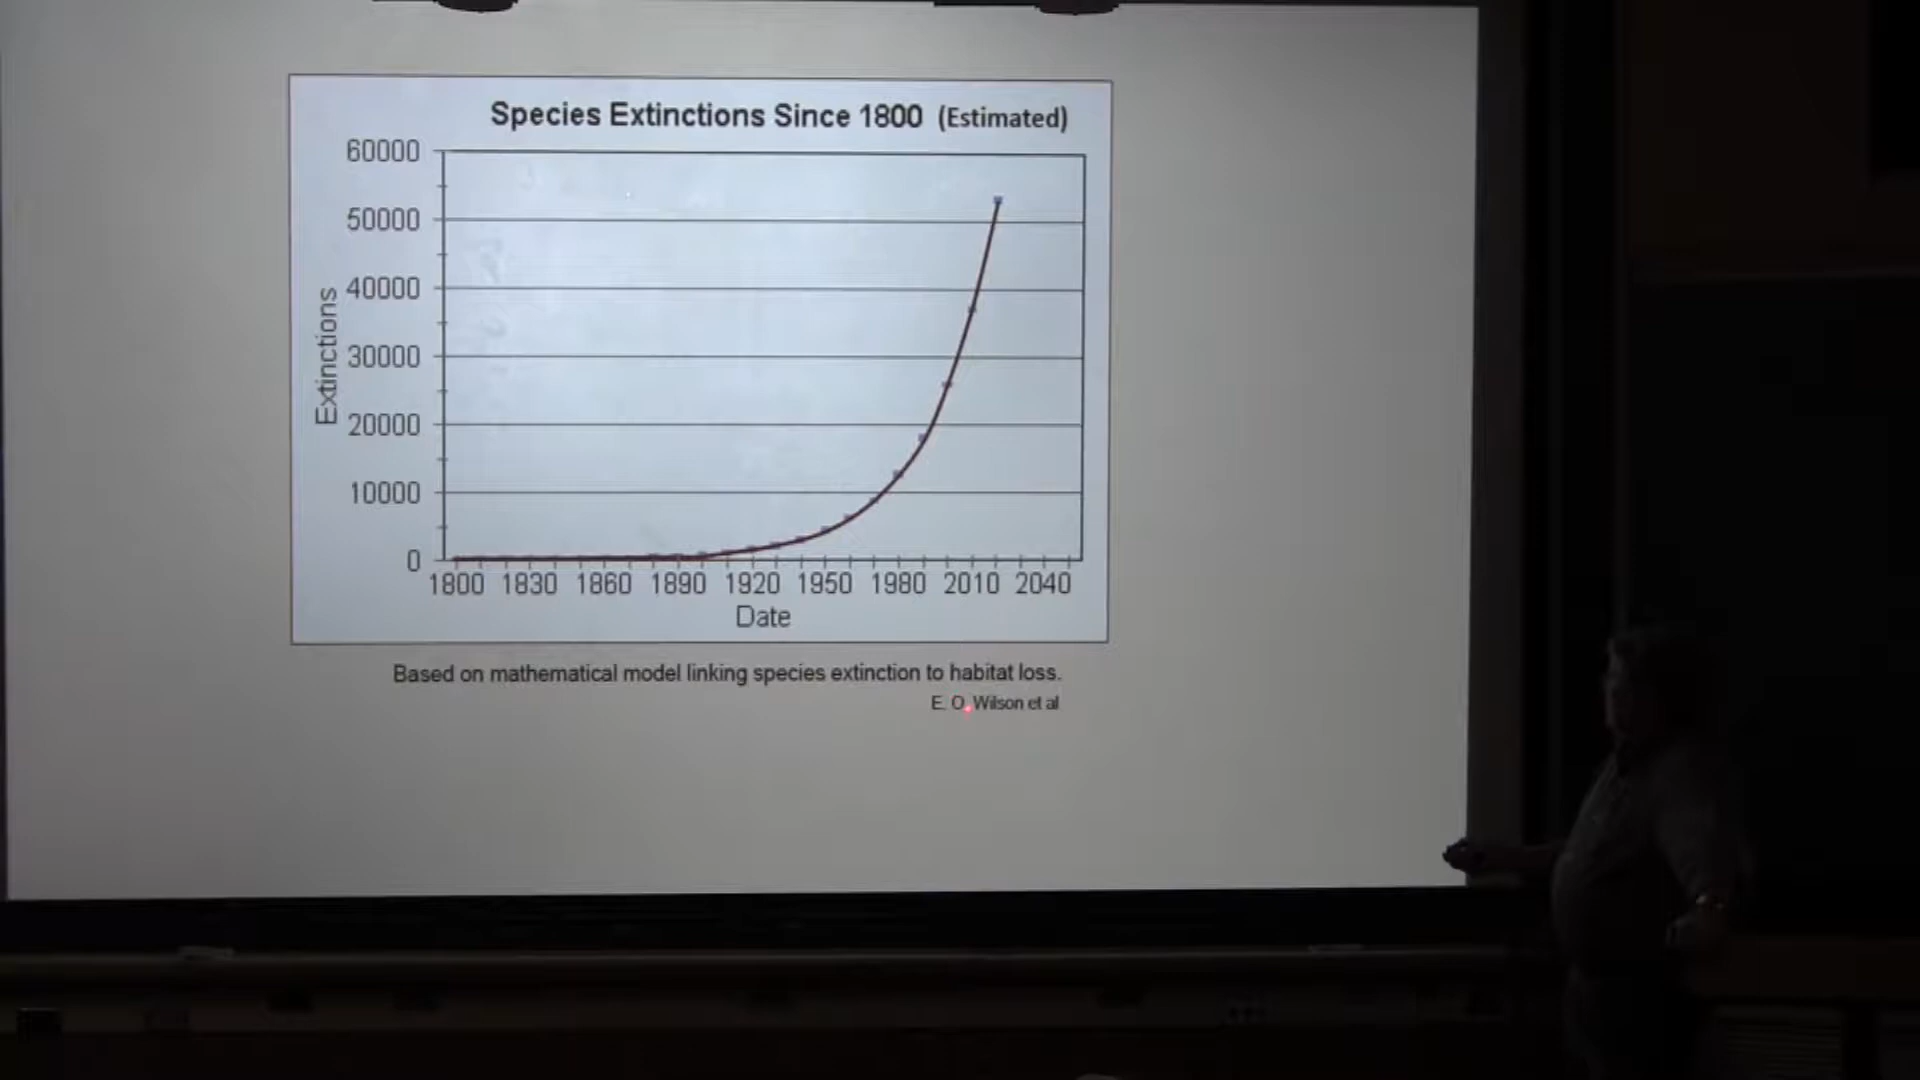 Species Extinctions Since 1800 (Estimated)
60000
50000
40000
30000
20000
10000
0
Extinctions
1800 1830 1860 1890 1920 1950 1980 2010 2040
Date
Based on mathematical model linking species extinction to habitat loss.
E. O. Wilson et al